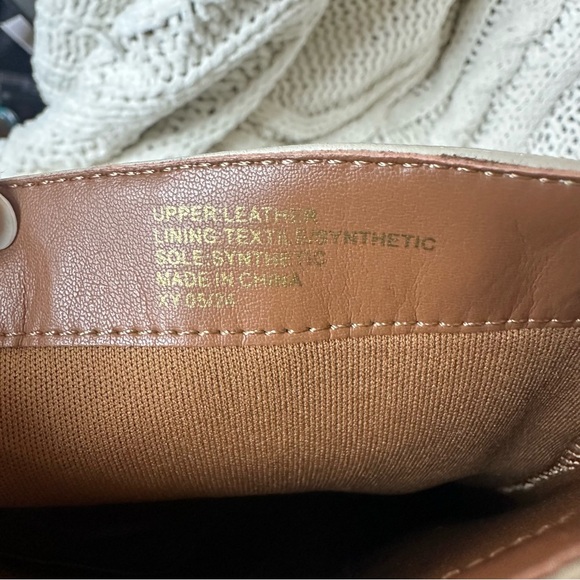 UPPER:LEATHER
LINING:TEXTILE/SYNTHETIC
SOLE:SYNTHETIC
MADE IN CHINA
XY 05/24